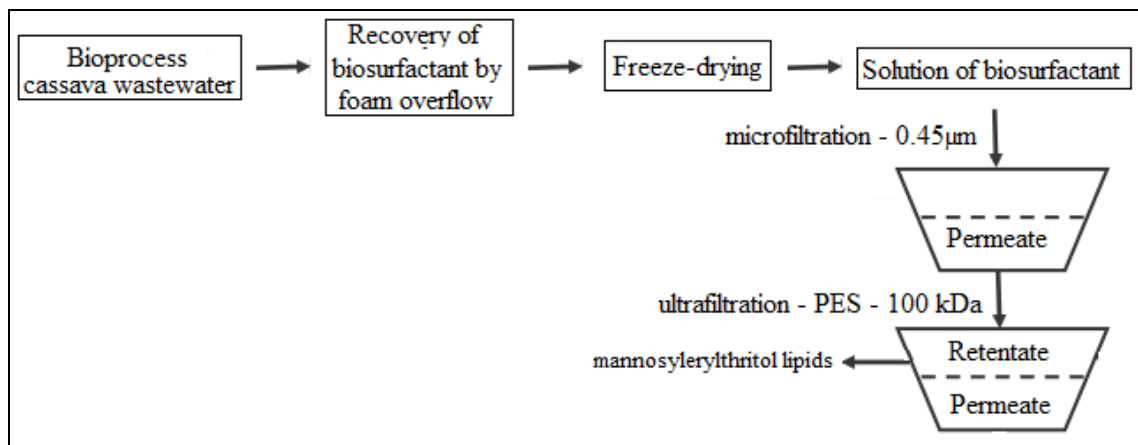 Bioprocess
cassava wastewater
Recovery of
biosurfactant by
foam overflow
Freeze-drying
Solution of biosurfactant
microfiltration - 0.45μm
Permeate
ultrafiltration - PES - 100 kDa
Retentate
mannosylerylthritol lipids
Permeate